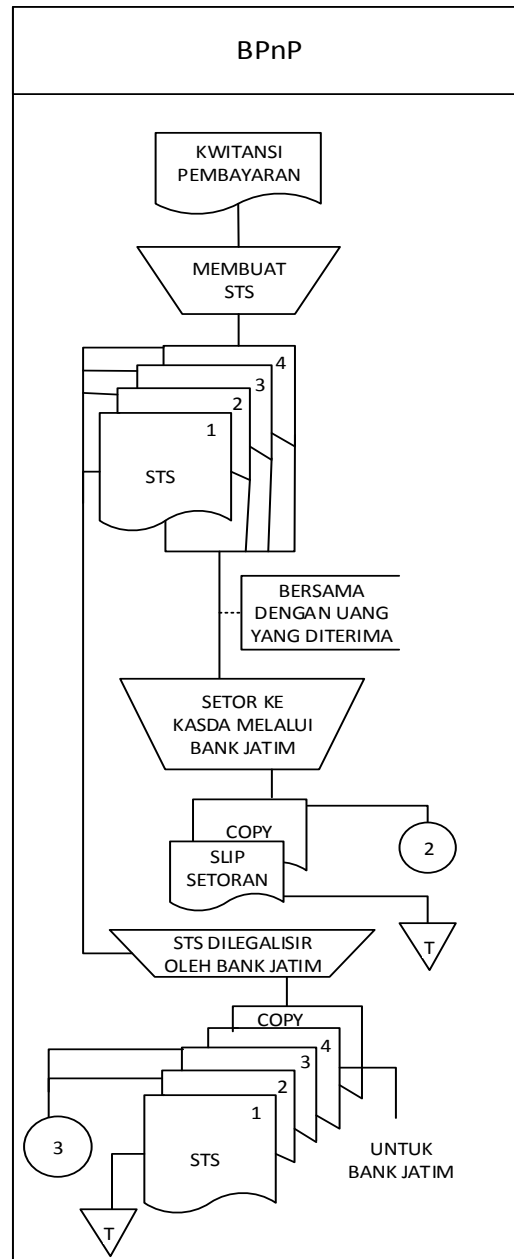 BPnP
KWITANSI
PEMBAYARAN
MEMBUAT
STS
4
3
2
1
STS
BERSAMA
DENGAN UANG
YANG DITERIMA
SETOR KE
KASDA MELALUI
BANK JATIM
COPY
SLIP
SETORAN
2
T
STS DILEGALISIR
OLEH BANK JATIM
COPY
4
3
2
1
STS
3
T
UNTUK
BANK JATIM